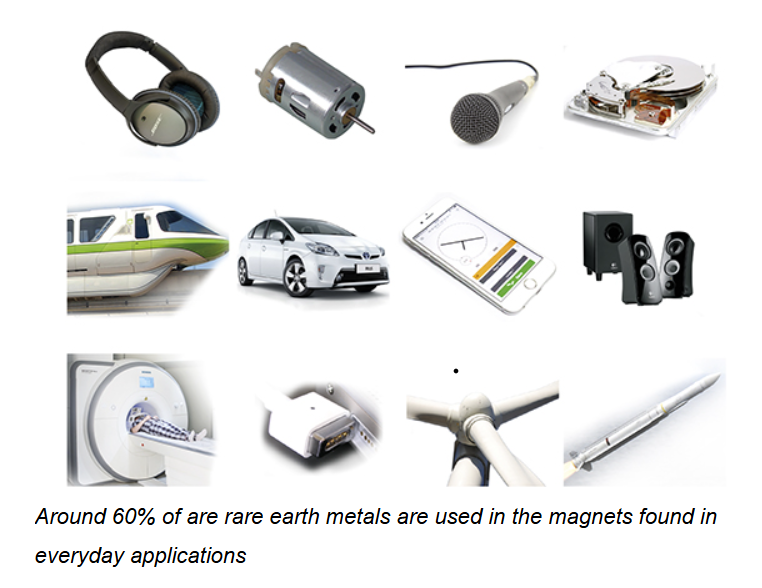 Around 60% of are rare earth metals are used in the magnets found in
everyday applications